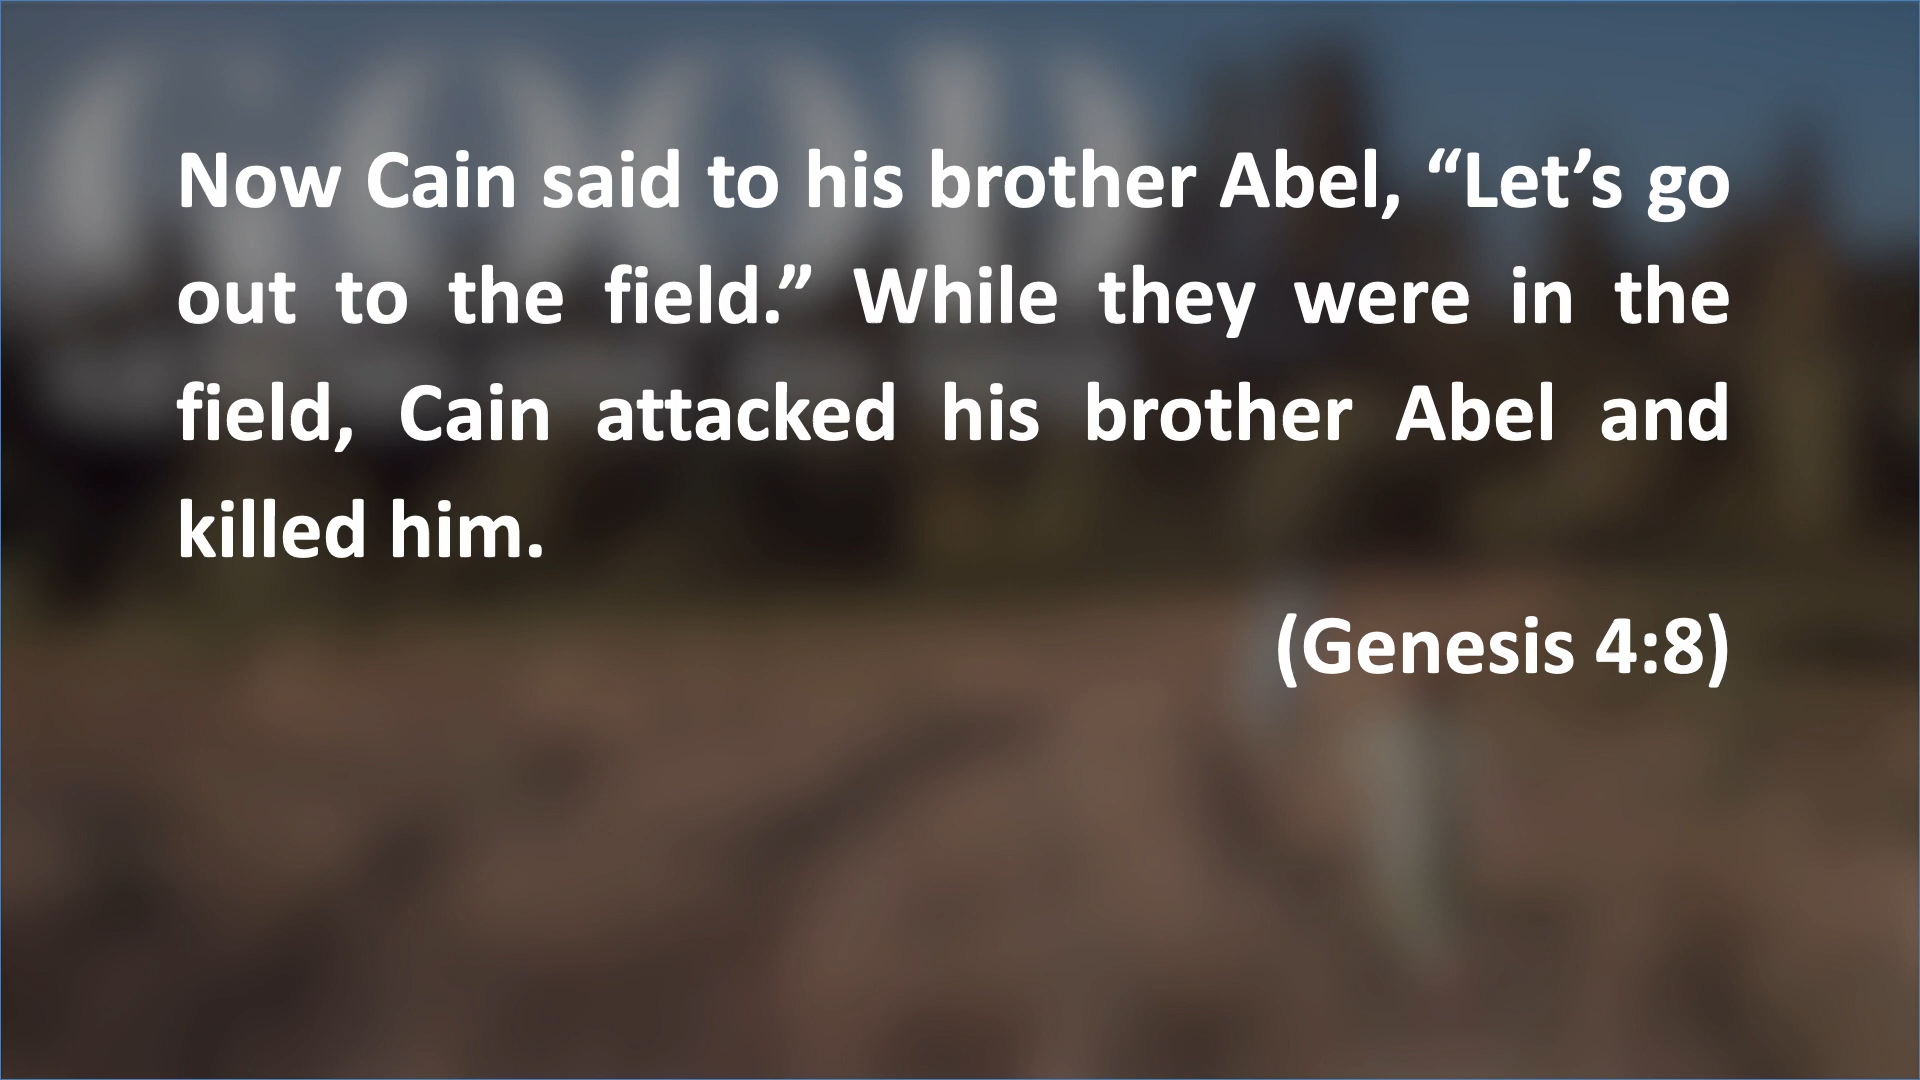 Now Cain said to his brother Abel, “Let’s go
out to the field.” While they were in the
field, Cain attacked his brother Abel and
killed him.
(Genesis 4:8)